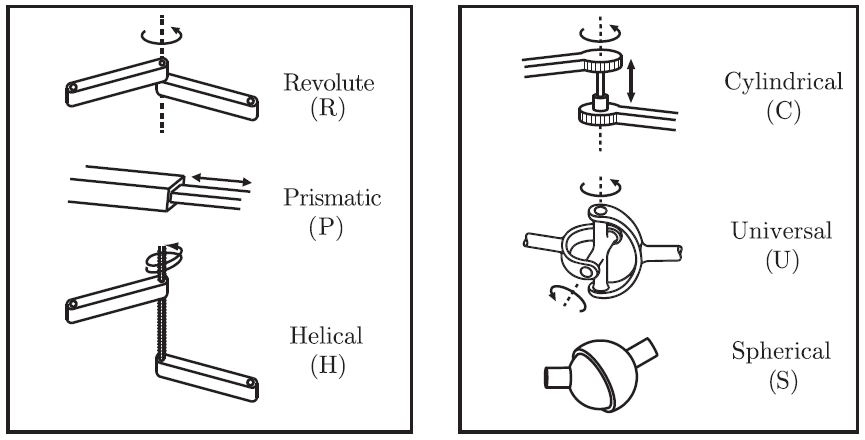 Revolute
(R)
Prismatic
(P)
Helical
(H)
Cylindrical
(C)
Universal
(U)
Spherical
(S)